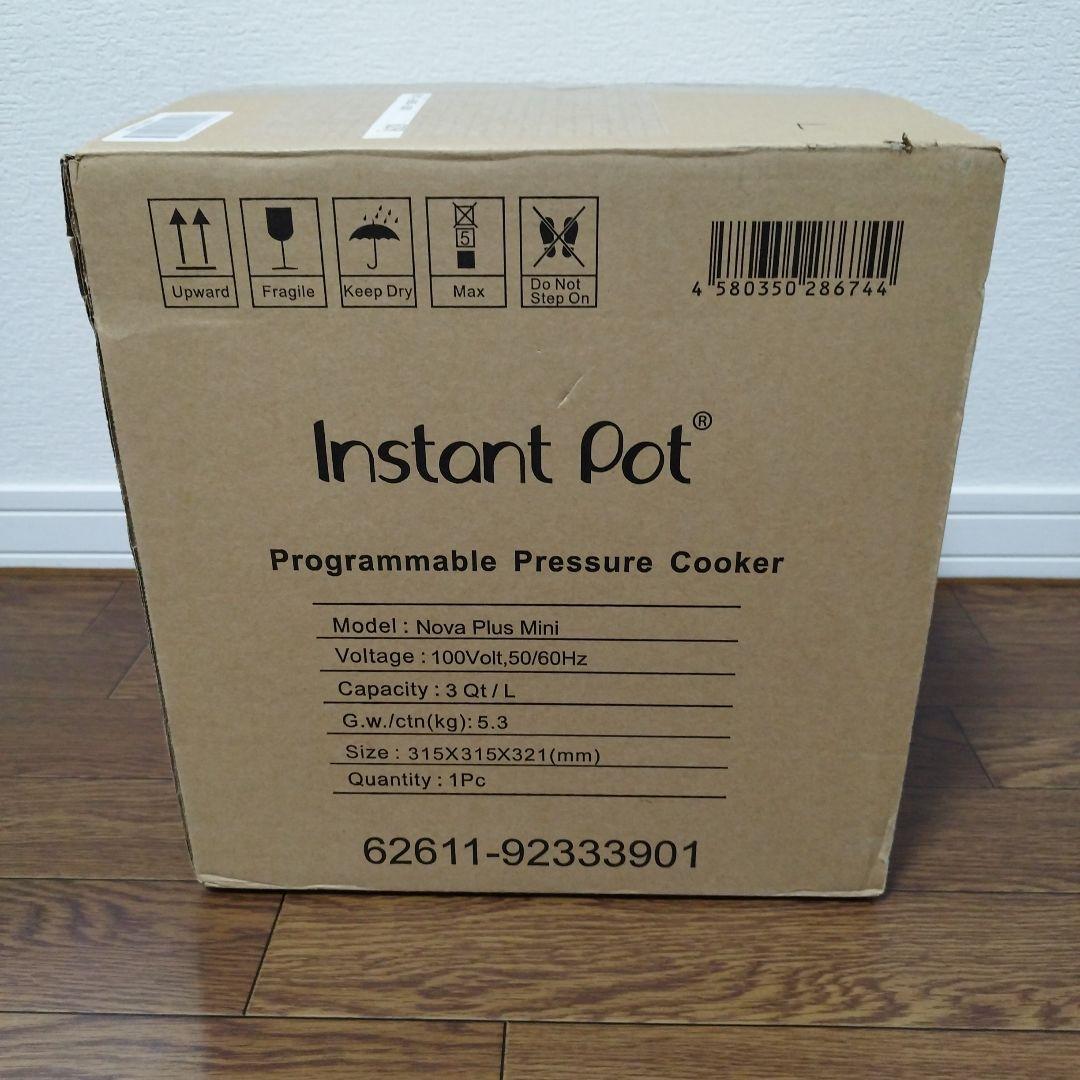 Upward
Fragile
Keep Dry
5
Max
Do Not
Step On
4 580350 286744
Instant Pot®
Programmable Pressure Cooker
Model : Nova Plus Mini
Voltage : 100Volt,50/60Hz
Capacity : 3 Qt / L
G.w./ctn(kg): 5.3
Size : 315X315X321(mm)
Quantity : 1Pc
62611-92333901